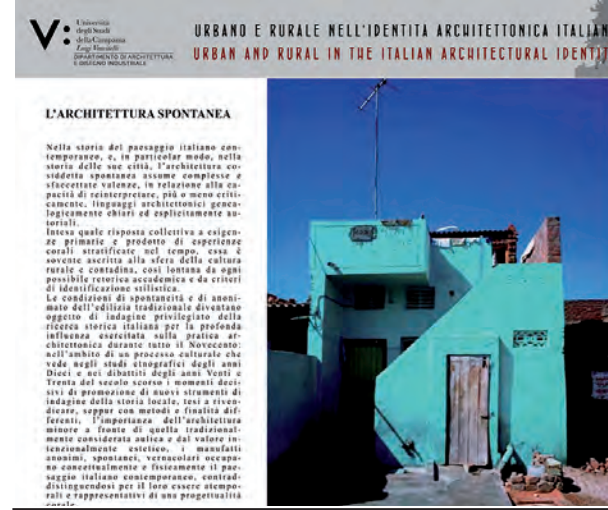 V:
Università
degli Studi
della Campania
Luigi Vanvitelli
DIPARTIMENTO DI ARCHITETTURA
E DISEGNO INDUSTRIALE
URBANO E RURALE NELL'IDENTITÀ ARCHITETTONICA ITALIAN
URBAN AND RURAL IN THE ITALIAN ARCHITECTURAL IDENTIT
L'ARCHITETTURA SPONTANEA
Nella storia del paesaggio italiano con-
temporaneo, e, in particolar modo, nella
storia delle sue città, l'architettura co-
siddetta spontanea assume complesse e
sfaccettate valenze, in relazione alla ca-
pacità di reinterpretare, più o meno criti-
camente, linguaggi architettonici genea-
logicamente chiari ed esplicitamente au-
toriali.
Intesa quale risposta collettiva a esigen-
ze primarie e prodotto di esperienze
corali stratificate nel tempo, essa è
sovente ascritta alla sfera della cultura
rurale e contadina, così lontana da ogni
possibile retorica accademica e da criteri
di identificazione stilistica.
Le condizioni di spontaneità e di anoni-
mato dell'edilizia tradizionale diventano
oggetto di indagine privilegiato della
ricerca storica italiana per la profonda
influenza esercitata sulla pratica ar-
chitettonica durante tutto il Novecento:
nell'ambito di un processo culturale che
vede negli studi etnografici degli anni
Dieci e nei dibattiti degli anni Venti e
Trenta del secolo scorso i momenti deci-
sivi di promozione di nuovi strumenti di
indagine della storia locale, tesi a riven-
dicare, seppur con metodi e finalità dif-
ferenti, l'importanza dell'architettura
minore a fronte di quella tradizional-
mente considerata aulica e dal valore in-
tenzionalmente estetico, i manufatti
anonimi, spontanei, vernacolari occupa-
no concettualmente e fisicamente il pae-
saggio italiano contemporaneo, contrad-
distinguendosi per il loro essere atempo-
rali e rappresentativi di una progettualità
corale